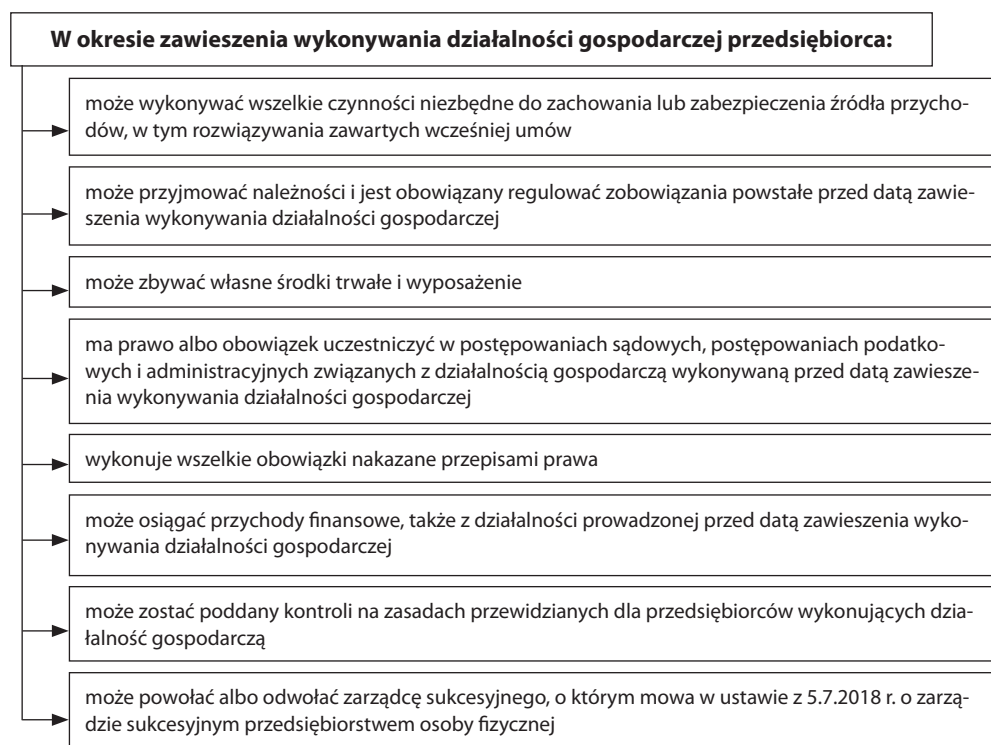 W okresie zawieszenia wykonywania działalności gospodarczej przedsiębiorca:
może wykonywać wszelkie czynności niezbędne do zachowania lub zabezpieczenia źródła przycho-
dów, w tym rozwiązywania zawartych wcześniej umów
może przyjmować należności i jest obowiązany regulować zobowiązania powstałe przed datą zawie-
szenia wykonywania działalności gospodarczej
może zbywać własne środki trwałe i wyposażenie
ma prawo albo obowiązek uczestniczyć w postępowaniach sądowych, postępowaniach podatko-
wych i administracyjnych związanych z działalnością gospodarczą wykonywaną przed datą zawiesze-
nia wykonywania działalności gospodarczej
wykonuje wszelkie obowiązki nakazane przepisami prawa
może osiągać przychody finansowe, także z działalności prowadzonej przed datą zawieszenia wyko-
nywania działalności gospodarczej
może zostać poddany kontroli na zasadach przewidzianych dla przedsiębiorców wykonujących dzia-
łalność gospodarczą
może powołać albo odwołać zarządcę sukcesyjnego, o którym mowa w ustawie z 5.7.2018 r. o zarzą-
dzie sukcesyjnym przedsiębiorstwem osoby fizycznej